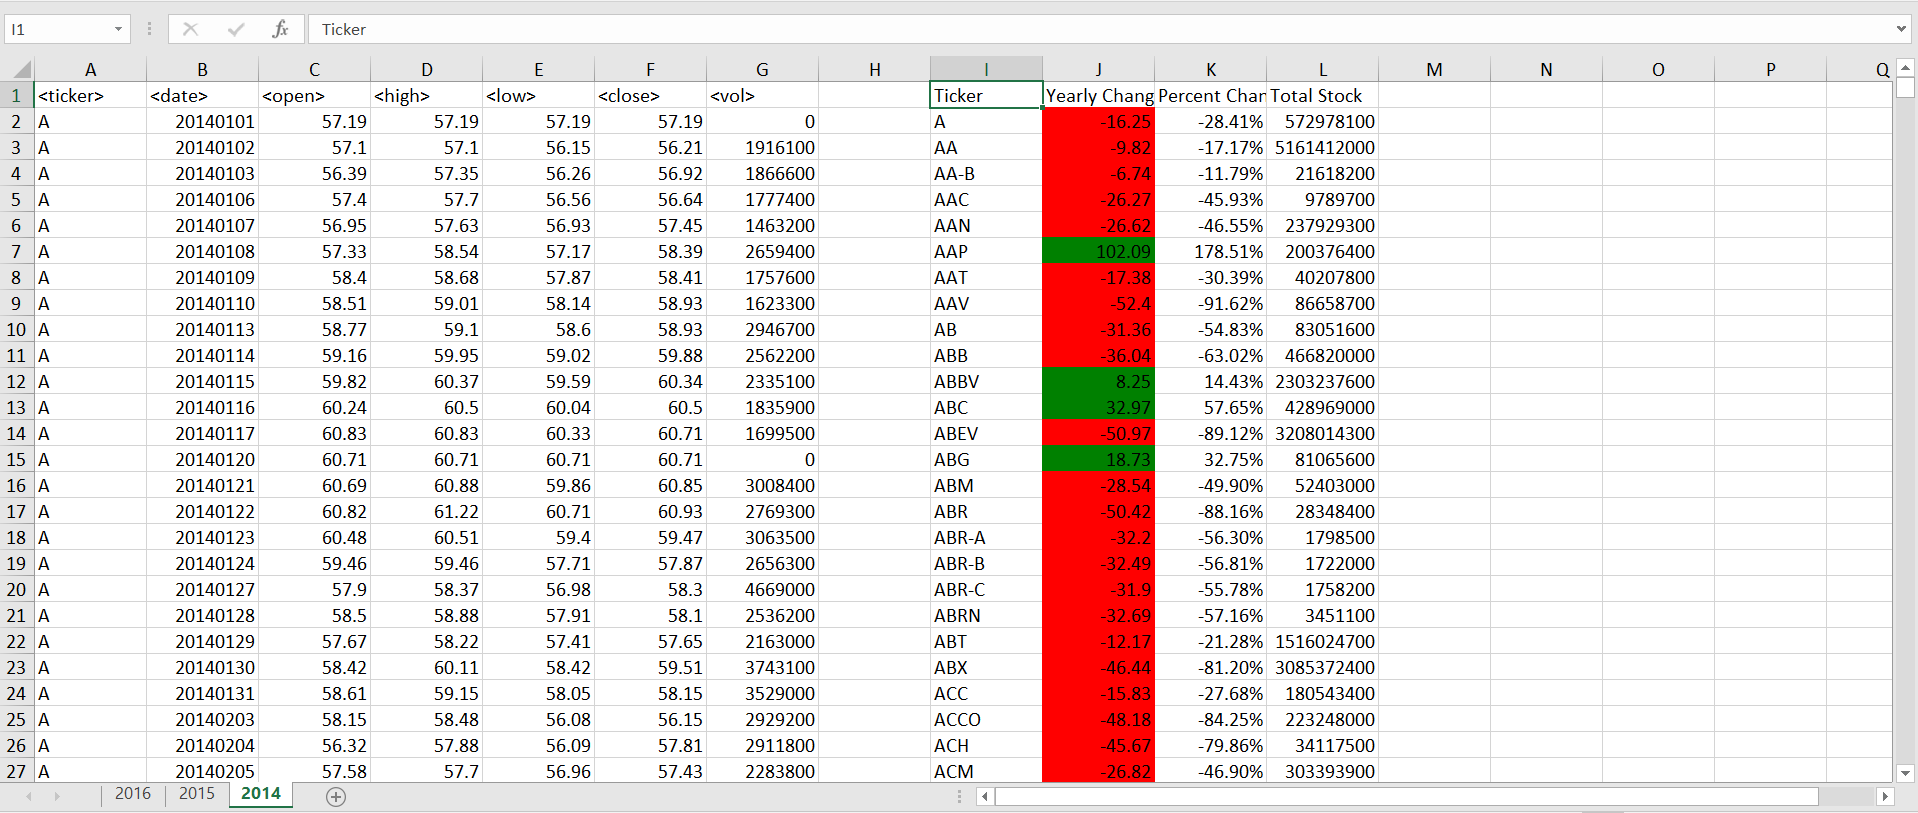 I1 fx Ticker
A B C D E F G H I J K L M N O P Q
1 <ticker> <date> <open> <high> <low> <close> <vol> Ticker Yearly Chang Percent Chan Total Stock
2 A 20140101 57.19 57.19 57.19 57.19 0 A -16.25 -28.41% 572978100
3 A 20140102 57.1 57.1 56.15 56.21 1916100 AA -9.82 -17.17% 5161412000
4 A 20140103 56.39 57.35 56.26 56.92 1866600 AA-B -6.74 -11.79% 21618200
5 A 20140106 57.4 57.7 56.56 56.64 1777400 AAC -26.27 -45.93% 9789700
6 A 20140107 56.95 57.63 56.93 57.45 1463200 AAN -26.62 -46.55% 237929300
7 A 20140108 57.33 58.54 57.17 58.39 2659400 AAP 102.09 178.51% 200376400
8 A 20140109 58.4 58.68 57.87 58.41 1757600 AAT -17.38 -30.39% 40207800
9 A 20140110 58.51 59.01 58.14 58.93 1623300 AAV -52.4 -91.62% 86658700
10 A 20140113 58.77 59.1 58.6 58.93 2946700 AB -31.36 -54.83% 83051600
11 A 20140114 59.16 59.95 59.02 59.88 2562200 ABB -36.04 -63.02% 466820000
12 A 20140115 59.82 60.37 59.59 60.34 2335100 ABBV 8.25 14.43% 2303237600
13 A 20140116 60.24 60.5 60.04 60.5 1835900 ABC 32.97 57.65% 428969000
14 A 20140117 60.83 60.83 60.33 60.71 1699500 ABEV -50.97 -89.12% 3208014300
15 A 20140120 60.71 60.71 60.71 60.71 0 ABG 18.73 32.75% 81065600
16 A 20140121 60.69 60.88 59.86 60.85 3008400 ABM -28.54 -49.90% 52403000
17 A 20140122 60.82 61.22 60.71 60.93 2769300 ABR -50.42 -88.16% 28348400
18 A 20140123 60.48 60.51 59.4 59.47 3063500 ABR-A -32.2 -56.30% 1798500
19 A 20140124 59.46 59.46 57.71 57.87 2656300 ABR-B -32.49 -56.81% 1722000
20 A 20140127 57.9 58.37 56.98 58.3 4669000 ABR-C -31.9 -55.78% 1758200
21 A 20140128 58.5 58.88 57.91 58.1 2536200 ABRN -32.69 -57.16% 3451100
22 A 20140129 57.67 58.22 57.41 57.65 2163000 ABT -12.17 -21.28% 1516024700
23 A 20140130 58.42 60.11 58.42 59.51 3743100 ABX -46.44 -81.20% 3085372400
24 A 20140131 58.61 59.15 58.05 58.15 3529000 ACC -15.83 -27.68% 180543400
25 A 20140203 58.15 58.48 56.08 56.15 2929200 ACCO -48.18 -84.25% 223248000
26 A 20140204 56.32 57.88 56.09 57.81 2911800 ACH -45.67 -79.86% 34117500
27 A 20140205 57.58 57.7 56.96 57.43 2283800 ACM -26.82 -46.90% 303393900
2016 2015 2014